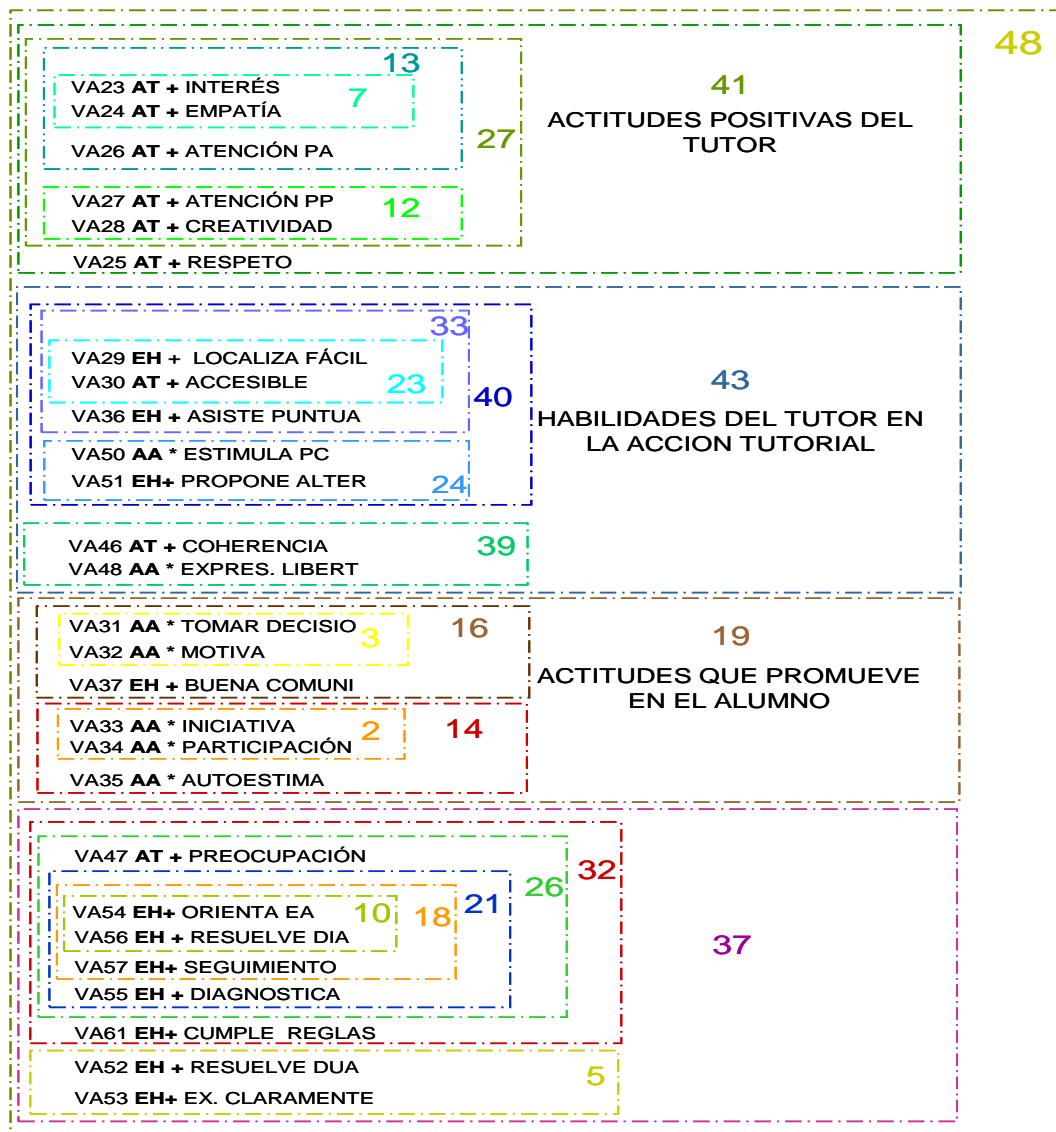 48
13
VA23 AT + INTERÉS
7
VA24 AT + EMPATÍA
VA26 AT + ATENCIÓN PA
27
VA27 AT + ATENCIÓN PP
12
VA28 AT + CREATIVIDAD
VA25 AT + RESPETO
41
ACTITUDES POSITIVAS DEL
TUTOR
33
VA29 EH + LOCALIZA FÁCIL
VA30 AT + ACCESIBLE
23
VA36 EH + ASISTE PUNTUA
40
VA50 AA * ESTIMULA PC
VA51 EH+ PROPONE ALTER
24
VA46 AT + COHERENCIA
39
VA48 AA * EXPRES. LIBERT
43
HABILIDADES DEL TUTOR EN
LA ACCION TUTORIAL
VA31 AA * TOMAR DECISIO
3
VA32 AA * MOTIVA
16
VA37 EH + BUENA COMUNI
VA33 AA * INICIATIVA
2
VA34 AA * PARTICIPACIÓN
14
VA35 AA * AUTOESTIMA
19
ACTITUDES QUE PROMUEVE
EN EL ALUMNO
VA47 AT + PREOCUPACIÓN
32
26
21
VA54 EH+ ORIENTA EA
10
18
VA56 EH + RESUELVE DIA
VA57 EH+ SEGUIMIENTO
VA55 EH + DIAGNOSTICA
VA61 EH+ CUMPLE REGLAS
VA52 EH + RESUELVE DUA
5
VA53 EH+ EX. CLARAMENTE
37